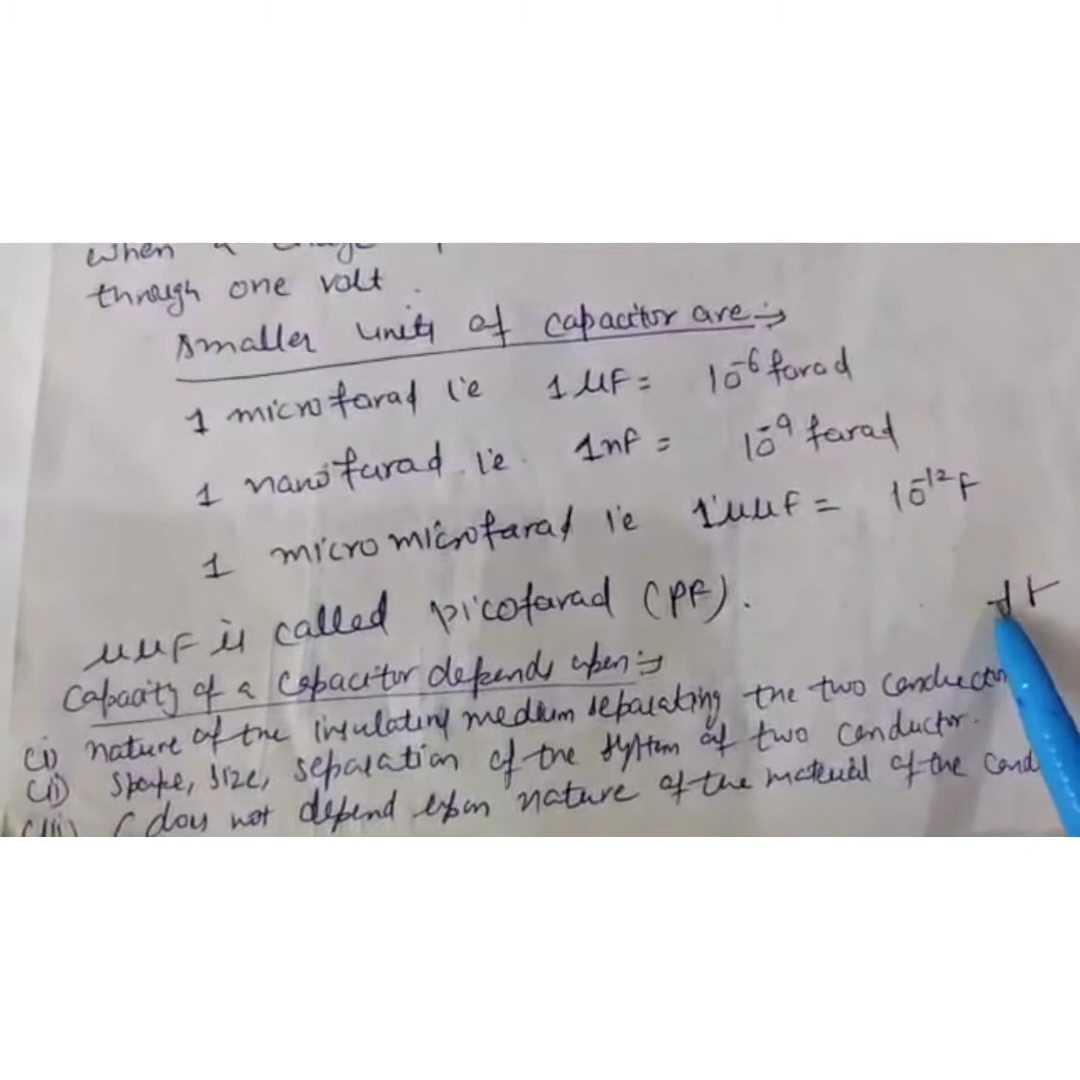 when a
through one volt.
smaller units of capacitor are :→
1 microfarad i'e 1 μF = 10⁻⁶ farad
1 nanofarad i'e 1nF = 10⁻⁹ farad
1 micromicrofarad i'e 1μμF = 10⁻¹² F
μμF is called picofarad (PF).
Capacity of a capacitor depends upon :→
(i) nature of the insulating medium separating the two conductor
(ii) shape, size, separation of the system of two conductor.
(iii) C does not depend upon nature of the material of the cond